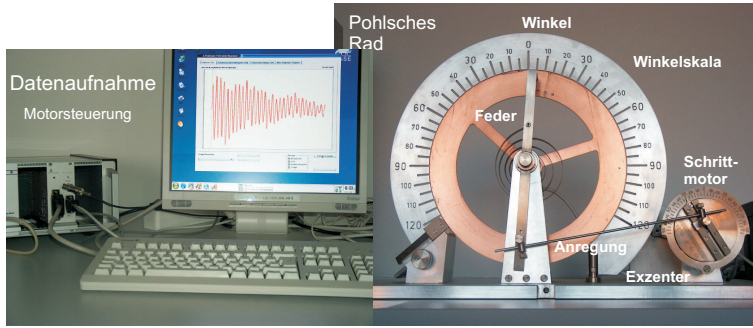 Datenaufnahme
Motorsteuerung
Pohlsches
Rad
Winkel
Winkelskala
Feder
Schritt-
motor
Anregung
Exzenter
0
10
10
20
20
30
30
40
40
50
50
60
60
70
70
80
80
90
90
100
100
110
110
120
120